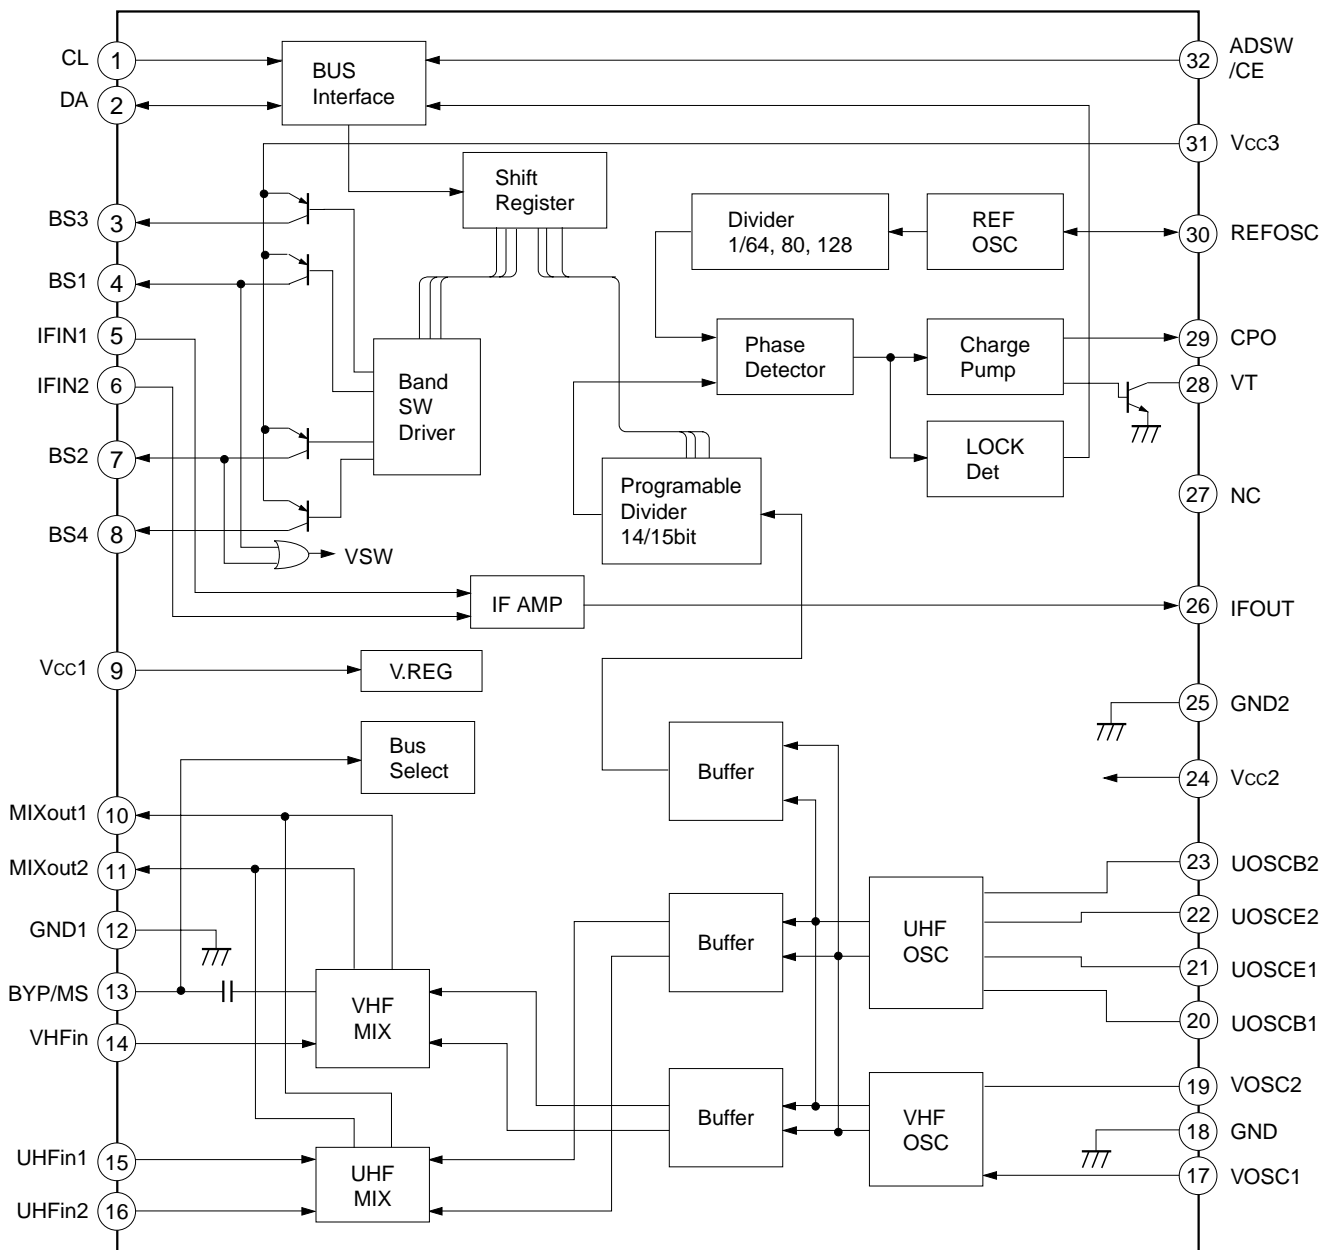 CL
1
DA
2
BS3
3
BS1
4
IFIN1
5
IFIN2
6
BS2
7
BS4
8
Vcc1
9
MIXout1
10
MIXout2
11
GND1
12
BYP/MS
13
VHFin
14
UHFin1
15
UHFin2
16
BUS
Interface
Shift
Register
Divider
1/64, 80, 128
REF
OSC
Phase
Detector
Charge
Pump
LOCK
Det
Band
SW
Driver
Programable
Divider
14/15bit
VSW
IF AMP
V.REG
Bus
Select
Buffer
Buffer
UHF
OSC
VHF
MIX
Buffer
VHF
OSC
UHF
MIX
32
ADSW
/CE
31
Vcc3
30
REFOSC
29
CPO
28
VT
27
NC
26
IFOUT
25
GND2
24
Vcc2
23
UOSCB2
22
UOSCE2
21
UOSCE1
20
UOSCB1
19
VOSC2
18
GND
17
VOSC1